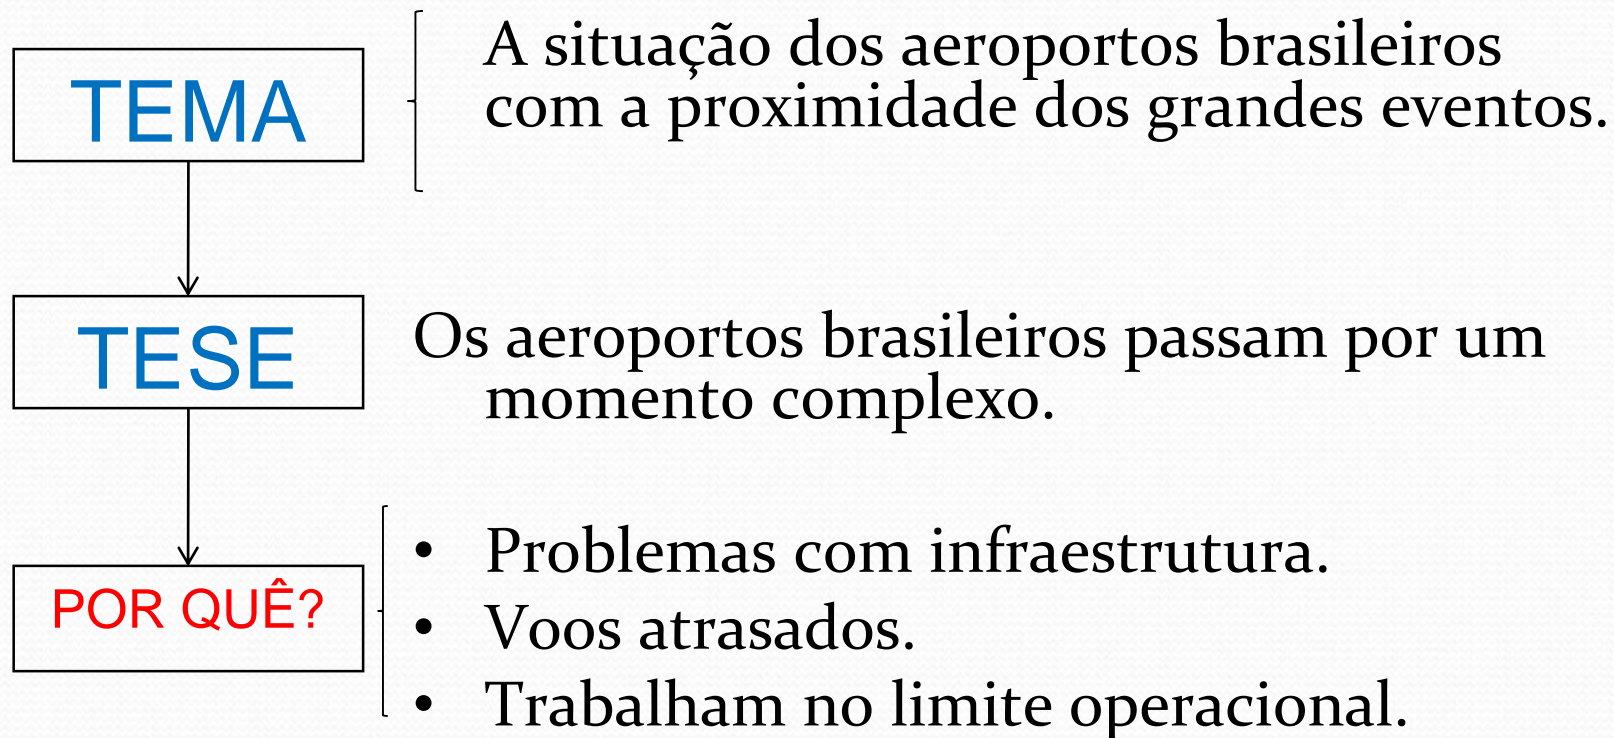 TEMA
A situação dos aeroportos brasileiros
com a proximidade dos grandes eventos.
TESE
Os aeroportos brasileiros passam por um
momento complexo.
POR QUÊ?
• Problemas com infraestrutura.
• Voos atrasados.
• Trabalham no limite operacional.